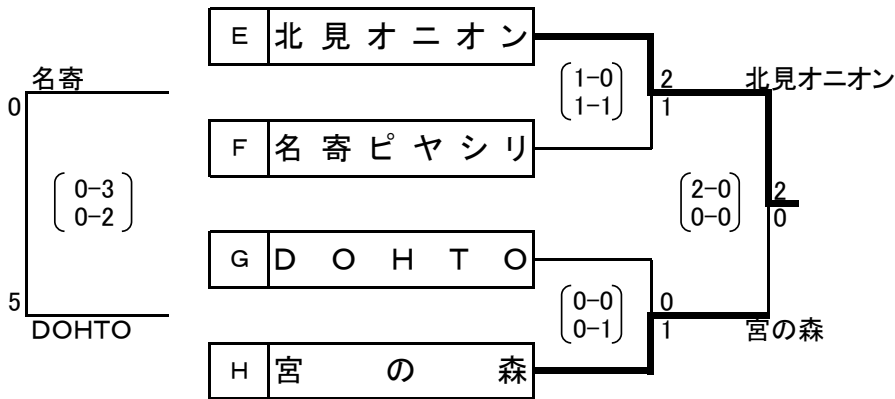 E 北見オニオン
名寄
0
(1-0
1-1)
2
1
北見オニオン
F 名寄ピヤシリ
(0-3
0-2)
(2-0
0-0)
2
0
G DOHTO
5
DOHTO
(0-0
0-1)
0
1
宮の森
H 宮の森